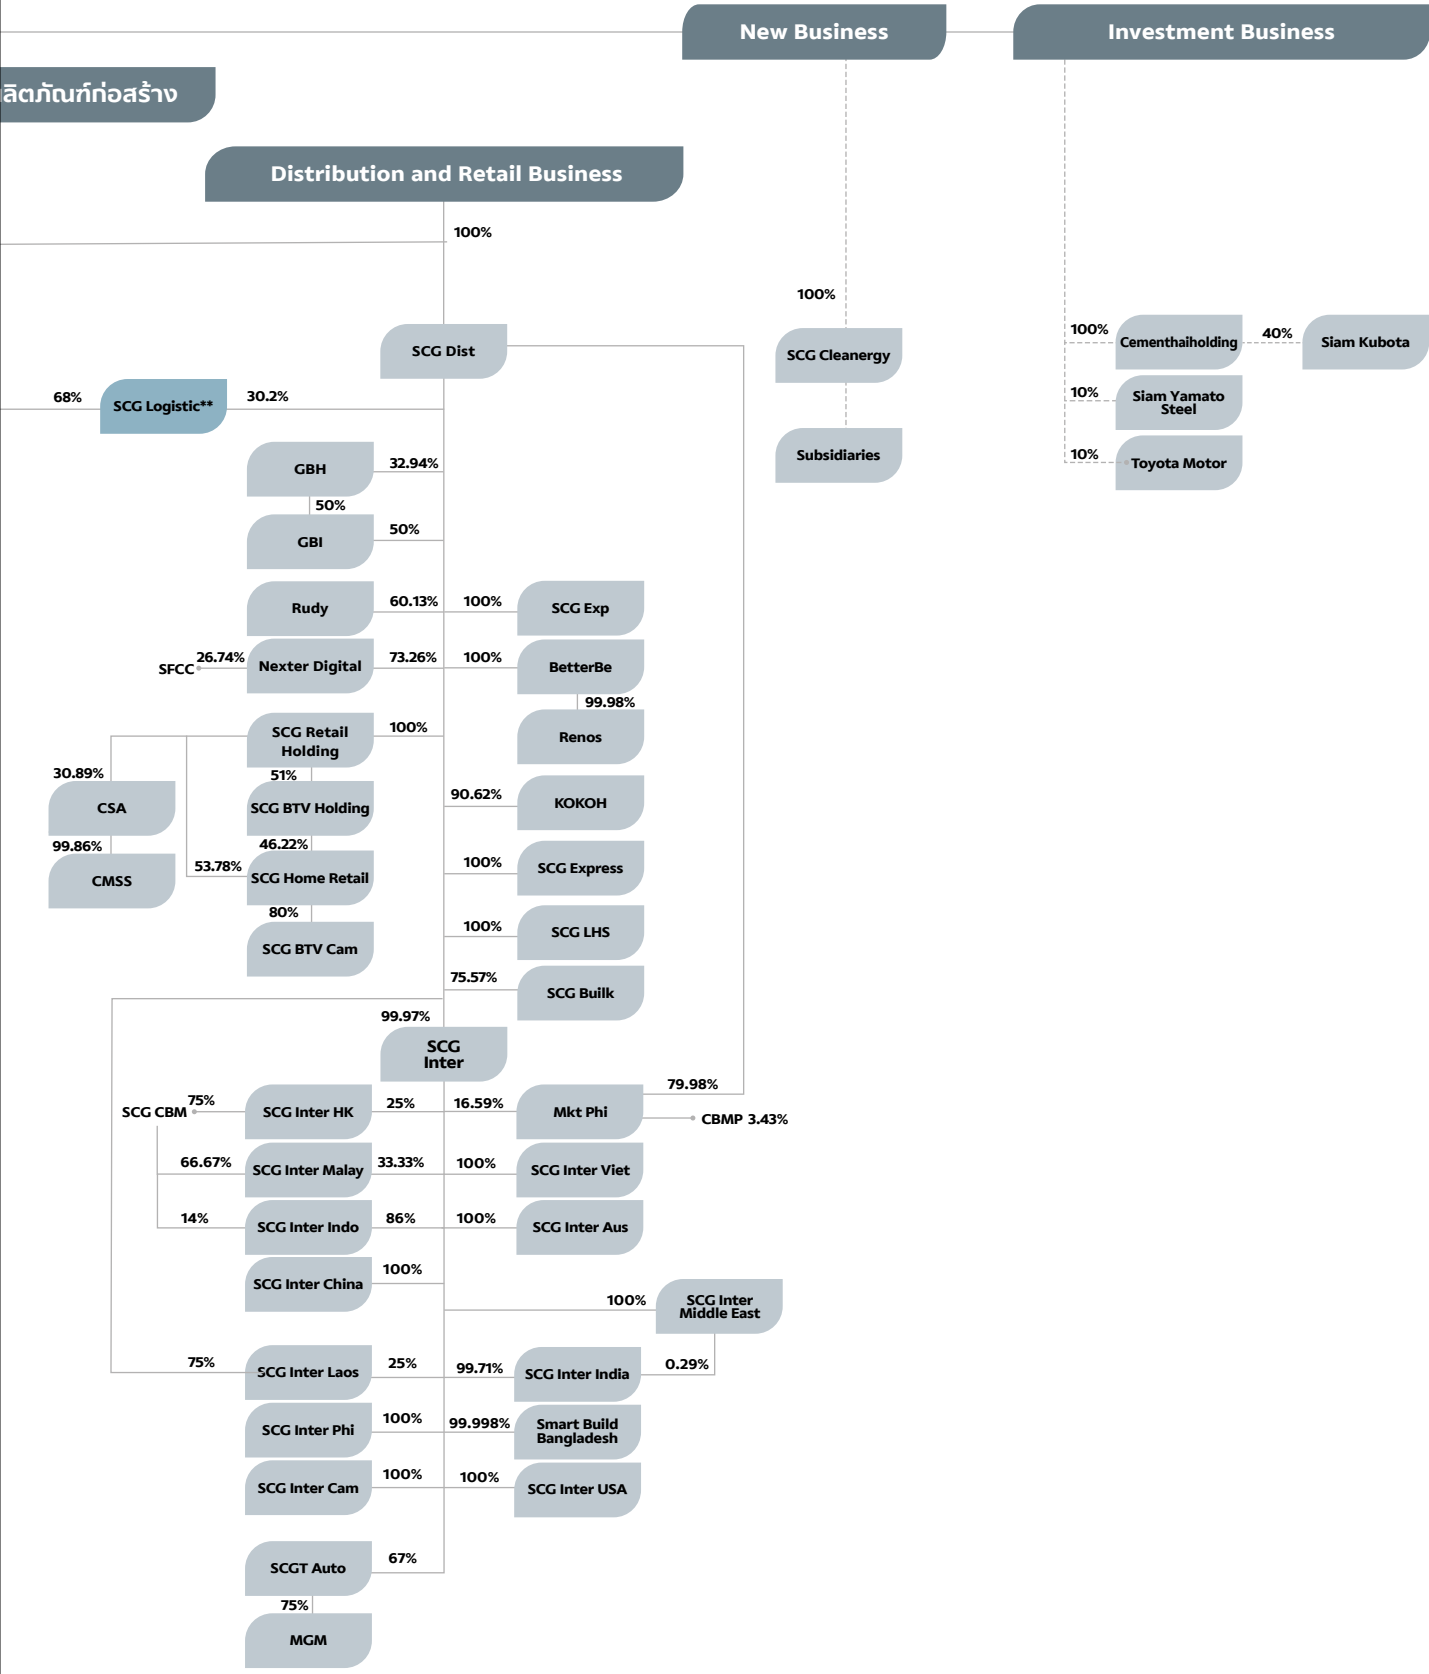 New Business
Investment Business
ลิตภัณฑ์ก่อสร้าง
Distribution and Retail Business
100%
100%
SCG Dist
SCG Cleanergy
Subsidiaries
100%
Cementhaiholding
40%
Siam Kubota
10%
Siam Yamato
Steel
10%
Toyota Motor
68%
SCG Logistic**
30.2%
GBH
32.94%
50%
GBI
50%
Rudy
60.13%
100%
SCG Exp
SFCC
26.74%
Nexter Digital
73.26%
100%
BetterBe
99.98%
Renos
SCG Retail
Holding
100%
30.89%
CSA
99.86%
CMSS
51%
SCG BTV Holding
46.22%
53.78%
SCG Home Retail
80%
SCG BTV Cam
90.62%
KOKOH
100%
SCG Express
100%
SCG LHS
75.57%
SCG Builk
99.97%
SCG
Inter
SCG CBM
75%
SCG Inter HK
25%
16.59%
Mkt Phi
79.98%
CBMP 3.43%
66.67%
SCG Inter Malay
33.33%
100%
SCG Inter Viet
14%
SCG Inter Indo
86%
100%
SCG Inter Aus
SCG Inter China
100%
100%
SCG Inter
Middle East
75%
SCG Inter Laos
25%
99.71%
SCG Inter India
0.29%
SCG Inter Phi
100%
99.998%
Smart Build
Bangladesh
SCG Inter Cam
100%
100%
SCG Inter USA
SCGT Auto
67%
75%
MGM